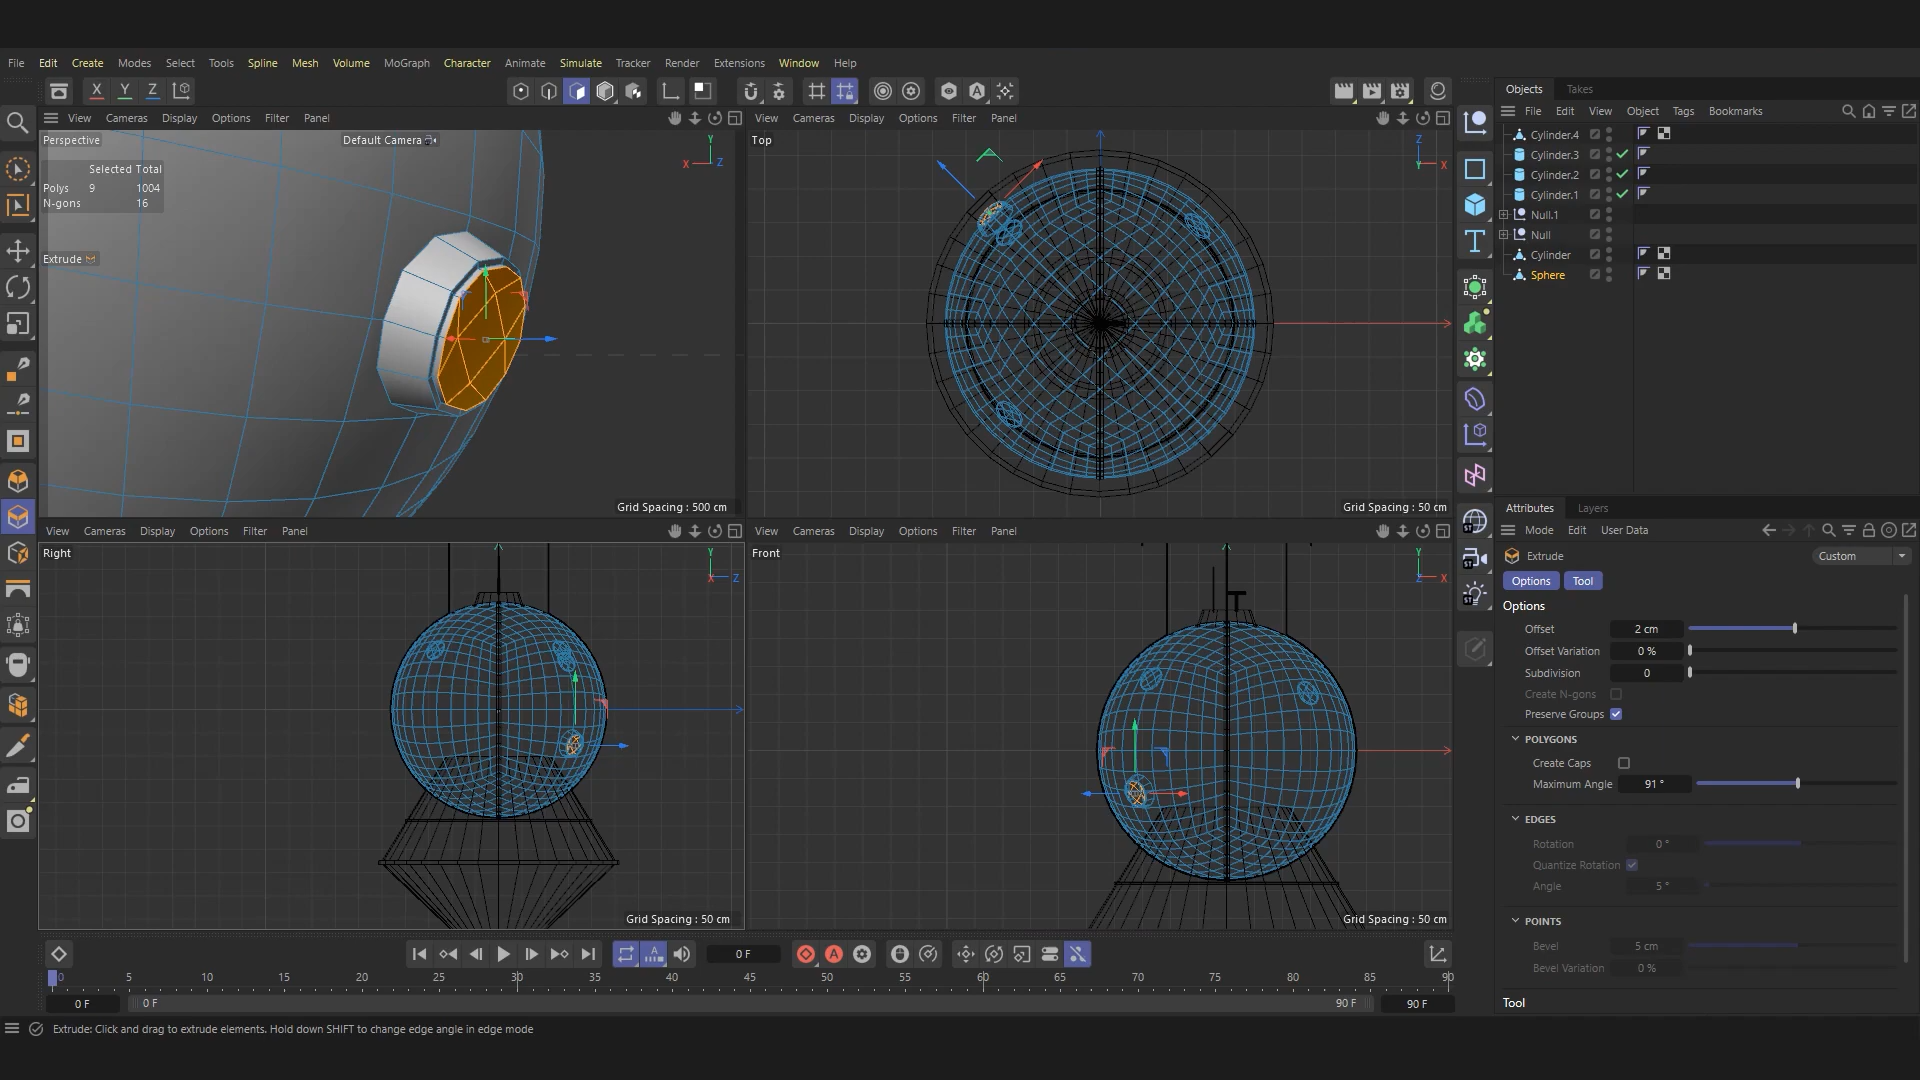 File Edit Create Modes Select Tools Spline Mesh Volume MoGraph Character Animate Simulate Tracker Render Extensions Window Help
X Y Z
View Cameras Display Options Filter Panel
Perspective
Default Camera
Y
X Z
Selected Total
Polys 9 1004
N-gons 16
Extrude
Grid Spacing : 500 cm
View Cameras Display Options Filter Panel
Top
Z
Y X
Grid Spacing : 50 cm
View Cameras Display Options Filter Panel
Right
Y
X Z
Grid Spacing : 50 cm
View Cameras Display Options Filter Panel
Front
Y
Z X
Grid Spacing : 50 cm
Objects Takes
File Edit View Object Tags Bookmarks
Cylinder.4
Cylinder.3
Cylinder.2
Cylinder.1
Null.1
Null
Cylinder
Sphere
Attributes Layers
Mode Edit User Data
Extrude Custom
Options Tool
Options
Offset 2 cm
Offset Variation 0 %
Subdivision 0
Create N-gons
Preserve Groups
POLYGONS
Create Caps
Maximum Angle 91 °
EDGES
Rotation 0 °
Quantize Rotation
Angle 5 °
POINTS
Bevel 5 cm
Bevel Variation 0 %
Tool
0 F
0 5 10 15 20 25 30 35 40 45 50 55 60 65 70 75 80 85 90
0 F 0 F 90 F 90 F
Extrude: Click and drag to extrude elements. Hold down SHIFT to change edge angle in edge mode